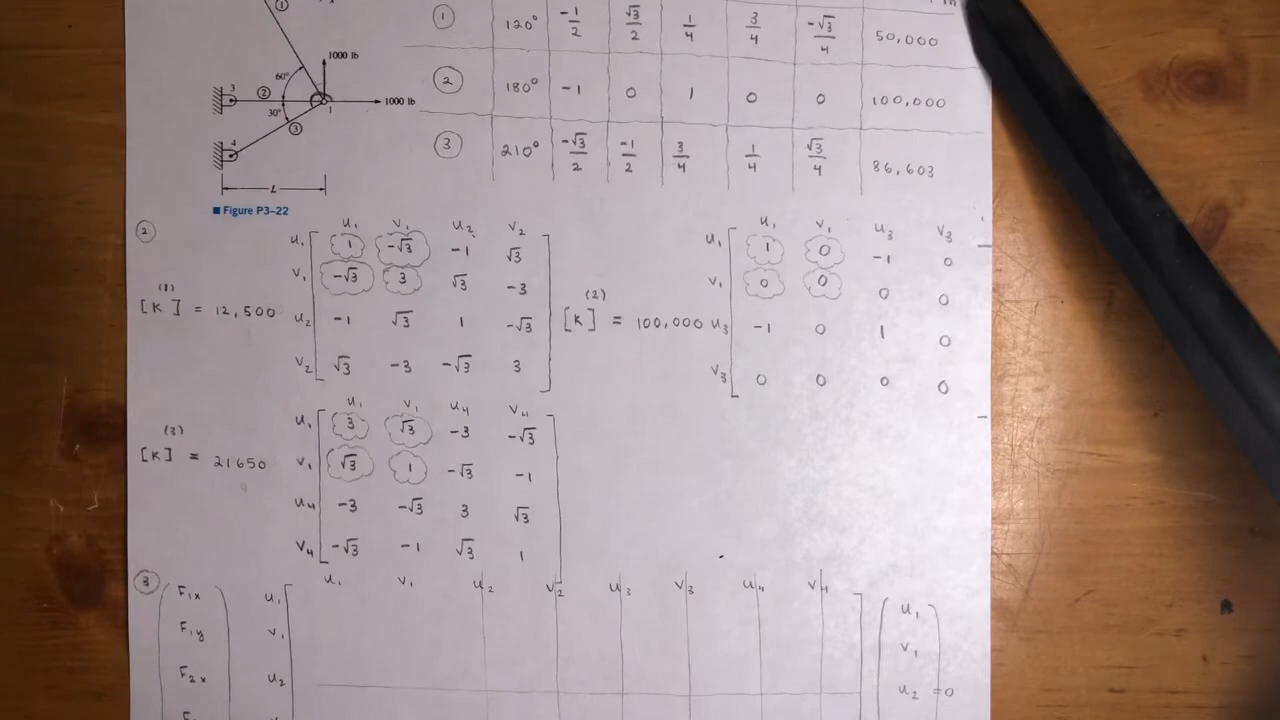 ①
① 120° -1/2 √3/2 1/4 3/4 -√3/4 50,000
1000 lb
60°
3 ② 1 1000 lb
② 180° -1 0 1 0 0 100,000
30°
③
4
③ 210° -√3/2 -1/2 3/4 1/4 √3/4 86,603
L
■ Figure P3–22
②
u₁ v₁ u₂ v₂
u₁ 1 -√3 -1 √3
v₁ -√3 3 √3 -3
[K]⁽¹⁾ = 12,500
u₂ -1 √3 1 -√3
v₂ √3 -3 -√3 3
u₁ v₁ u₃ v₃
u₁ 1 0 -1 0
v₁ 0 0 0 0
[K]⁽²⁾ = 100,000
u₃ -1 0 1 0
v₃ 0 0 0 0
u₁ v₁ u₄ v₄
u₁ 3 √3 -3 -√3
[K]⁽³⁾ = 21650
v₁ √3 1 -√3 -1
u₄ -3 -√3 3 √3
v₄ -√3 -1 √3 1
③
u₁ v₁ u₂ v₂ u₃ v₃ u₄ v₄
F₁ₓ u₁ u₁
F₁y v₁ v₁
F₂ₓ u₂ u₂ =0